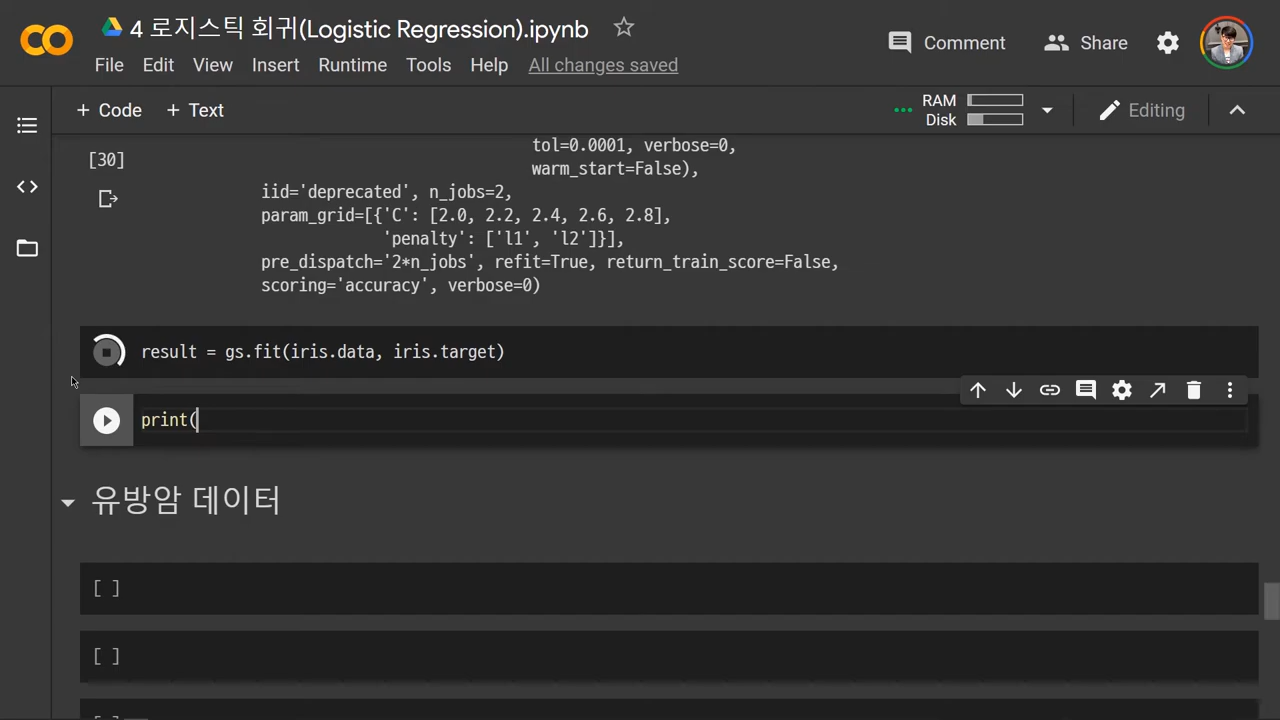 4 로지스틱 회귀(Logistic Regression).ipynb
Comment
Share
File Edit View Insert Runtime Tools Help All changes saved
+ Code + Text
RAM
Disk
Editing
tol=0.0001, verbose=0,
[30]
warm_start=False),
iid='deprecated', n_jobs=2,
param_grid=[{'C': [2.0, 2.2, 2.4, 2.6, 2.8],
'penalty': ['l1', 'l2']}],
pre_dispatch='2*n_jobs', refit=True, return_train_score=False,
scoring='accuracy', verbose=0)
result = gs.fit(iris.data, iris.target)
print(
유방암 데이터
[ ]
[ ]
[ ]